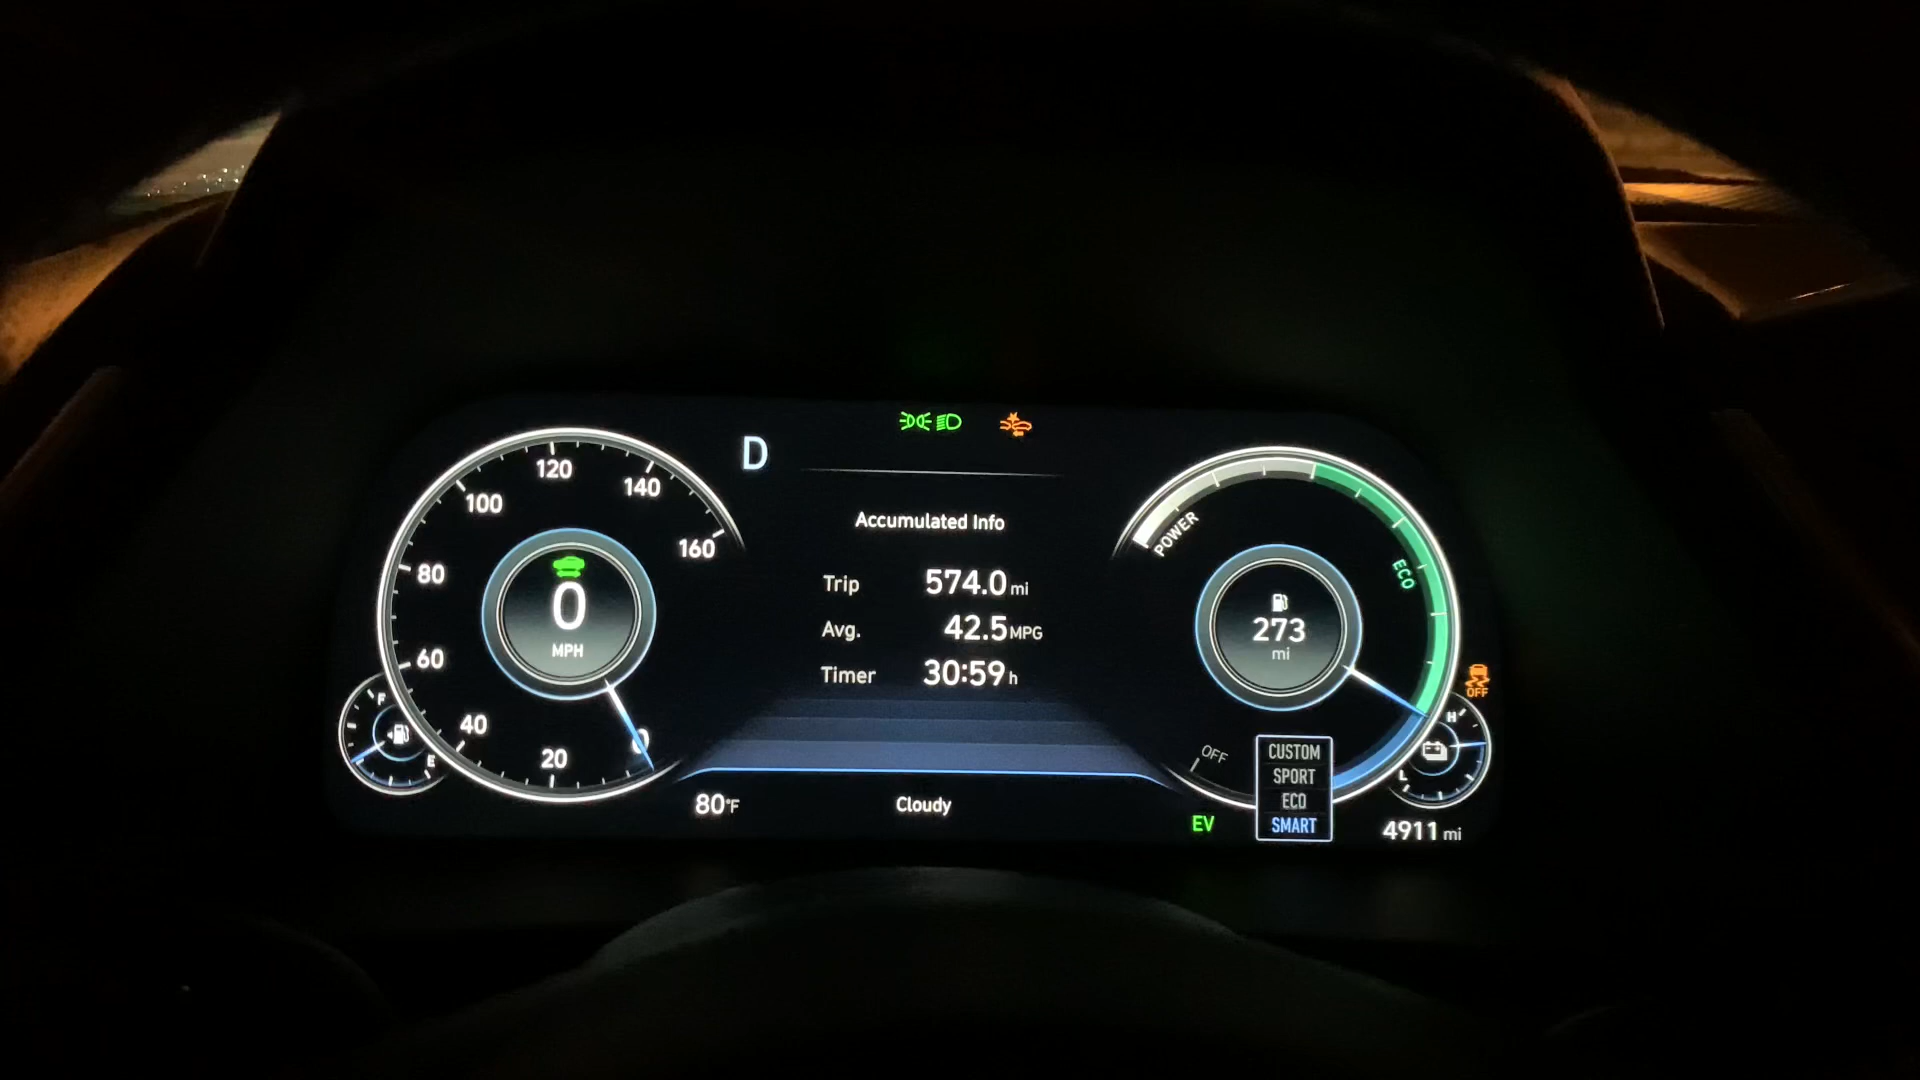 D
120
100
140
160
80
60
40
20
0
0
MPH
F
E
Accumulated Info
Trip 574.0 mi
Avg. 42.5 MPG
Timer 30:59 h
POWER
ECO
273
mi
OFF
OFF
H
L
CUSTOM
SPORT
ECO
SMART
80°F
Cloudy
EV
4911 mi